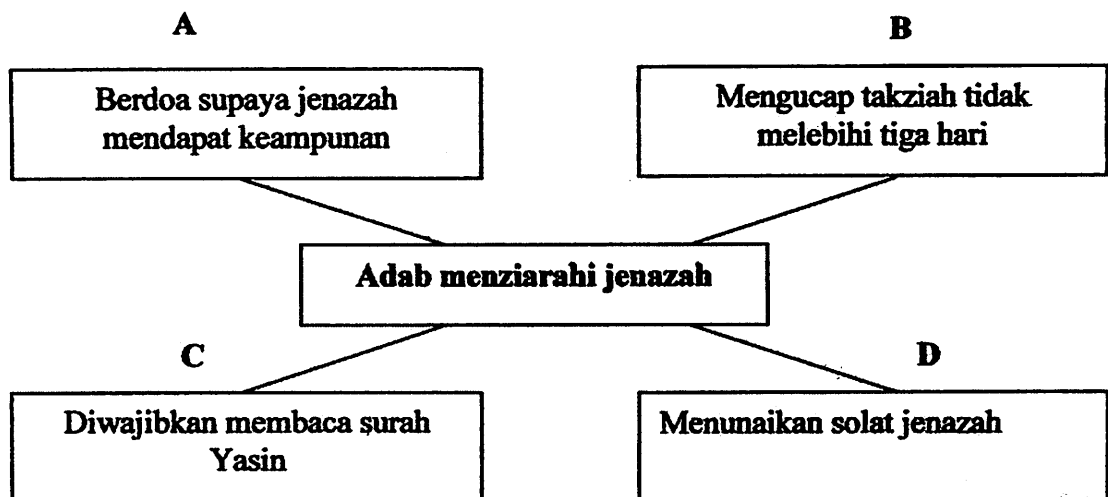 A
Berdoa supaya jenazah
mendapat keampunan
B
Mengucap takziah tidak
melebihi tiga hari
Adab menziarahi jenazah
C
Diwajibkan membaca surah
Yasin
D
Menunaikan solat jenazah